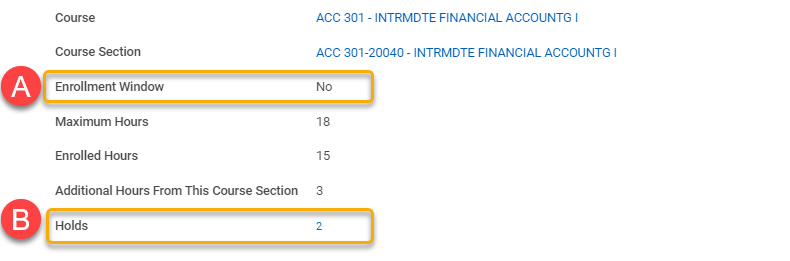 Course ACC 301 - INTRMDTE FINANCIAL ACCOUNTG I
Course Section ACC 301-20040 - INTRMDTE FINANCIAL ACCOUNTG I
A Enrollment Window No
Maximum Hours 18
Enrolled Hours 15
Additional Hours From This Course Section 3
B Holds 2